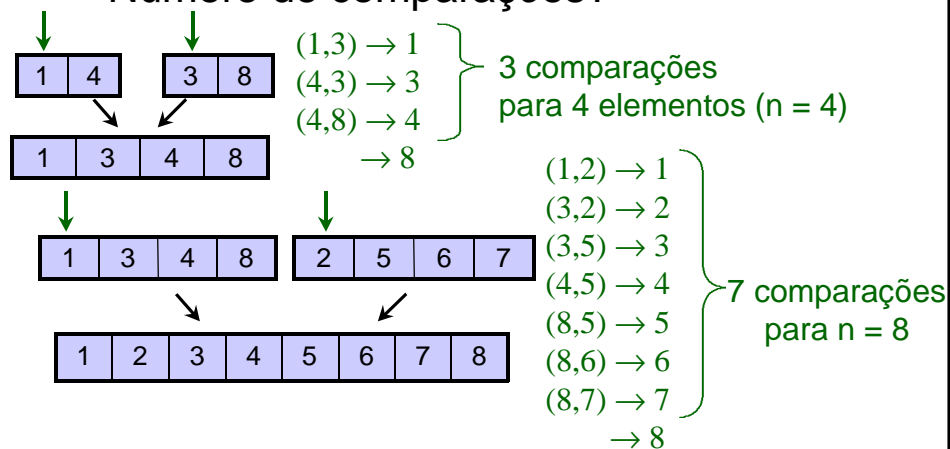 Número de comparações?
1 4 3 8
1 3 4 8
(1,3) → 1
(4,3) → 3
(4,8) → 4
→ 8
3 comparações
para 4 elementos (n = 4)
1 3 4 8 2 5 6 7
1 2 3 4 5 6 7 8
(1,2) → 1
(3,2) → 2
(3,5) → 3
(4,5) → 4
(8,5) → 5
(8,6) → 6
(8,7) → 7
→ 8
7 comparações
para n = 8